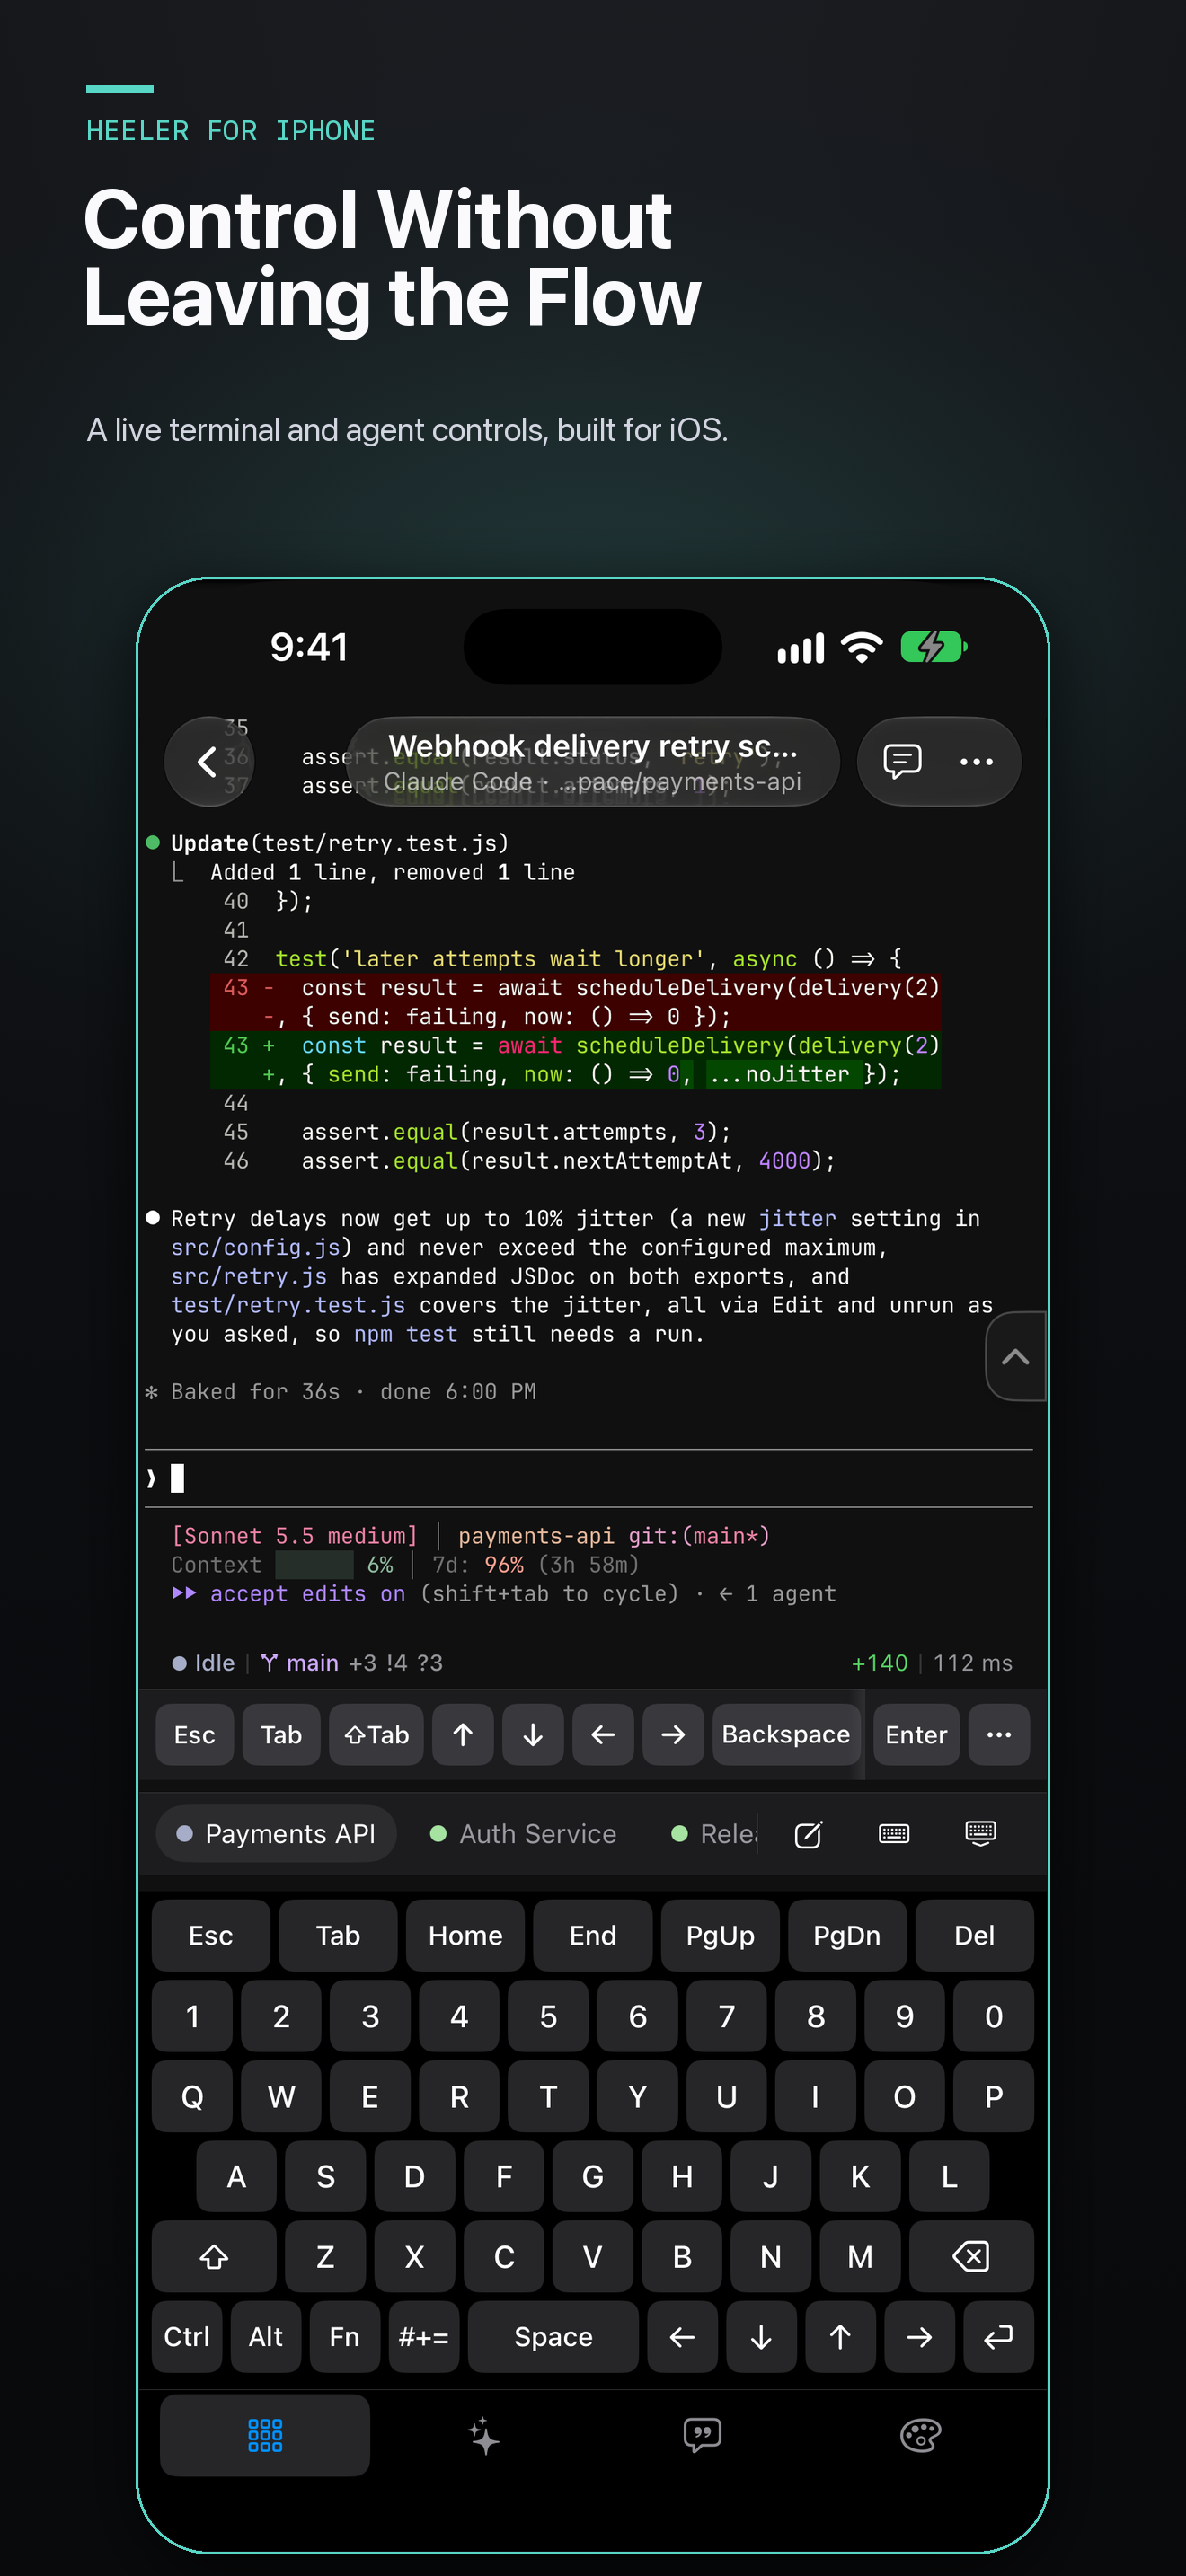 HEELER FOR IPHONE
Control Without
Leaving the Flow
A live terminal and agent controls, built for iOS.
9:41
35
36 assert.equal(result.status, 'retry');
37 assert.equal(result.attempts,
Webhook delivery retry sc...
Claude Code · ...pace/payments-api
Update(test/retry.test.js)
Added 1 line, removed 1 line
40 });
41
42 test('later attempts wait longer', async () => {
43 - const result = await scheduleDelivery(delivery(2)
-, { send: failing, now: () => 0 });
43 + const result = await scheduleDelivery(delivery(2)
+, { send: failing, now: () => 0, ...noJitter });
44
45 assert.equal(result.attempts, 3);
46 assert.equal(result.nextAttemptAt, 4000);
Retry delays now get up to 10% jitter (a new jitter setting in
src/config.js) and never exceed the configured maximum,
src/retry.js has expanded JSDoc on both exports, and
test/retry.test.js covers the jitter, all via Edit and unrun as
you asked, so npm test still needs a run.
✻ Baked for 36s · done 6:00 PM
❯
[Sonnet 5.5 medium] │ payments-api git:(main*)
Context 6% │ 7d: 96% (3h 58m)
▶▶ accept edits on (shift+tab to cycle) · ← 1 agent
Idle | main +3 !4 ?3 +140 | 112 ms
Esc Tab ⇧Tab ↑ ↓ ← → Backspace Enter ...
Payments API Auth Service Relea
Esc Tab Home End PgUp PgDn Del
1 2 3 4 5 6 7 8 9 0
Q W E R T Y U I O P
A S D F G H J K L
Z X C V B N M
Ctrl Alt Fn #+= Space ← ↓ ↑ →